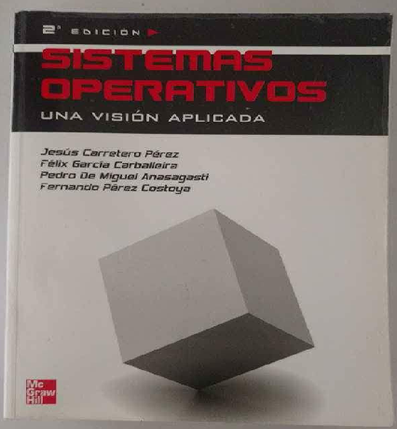 2ª EDICIÓN
SISTEMAS
OPERATIVOS
UNA VISIÓN APLICADA
Jesús Carretero Pérez
Félix García Carballeira
Pedro De Miguel Anasagasti
Fernando Pérez Costoya
Mc
Graw
Hill